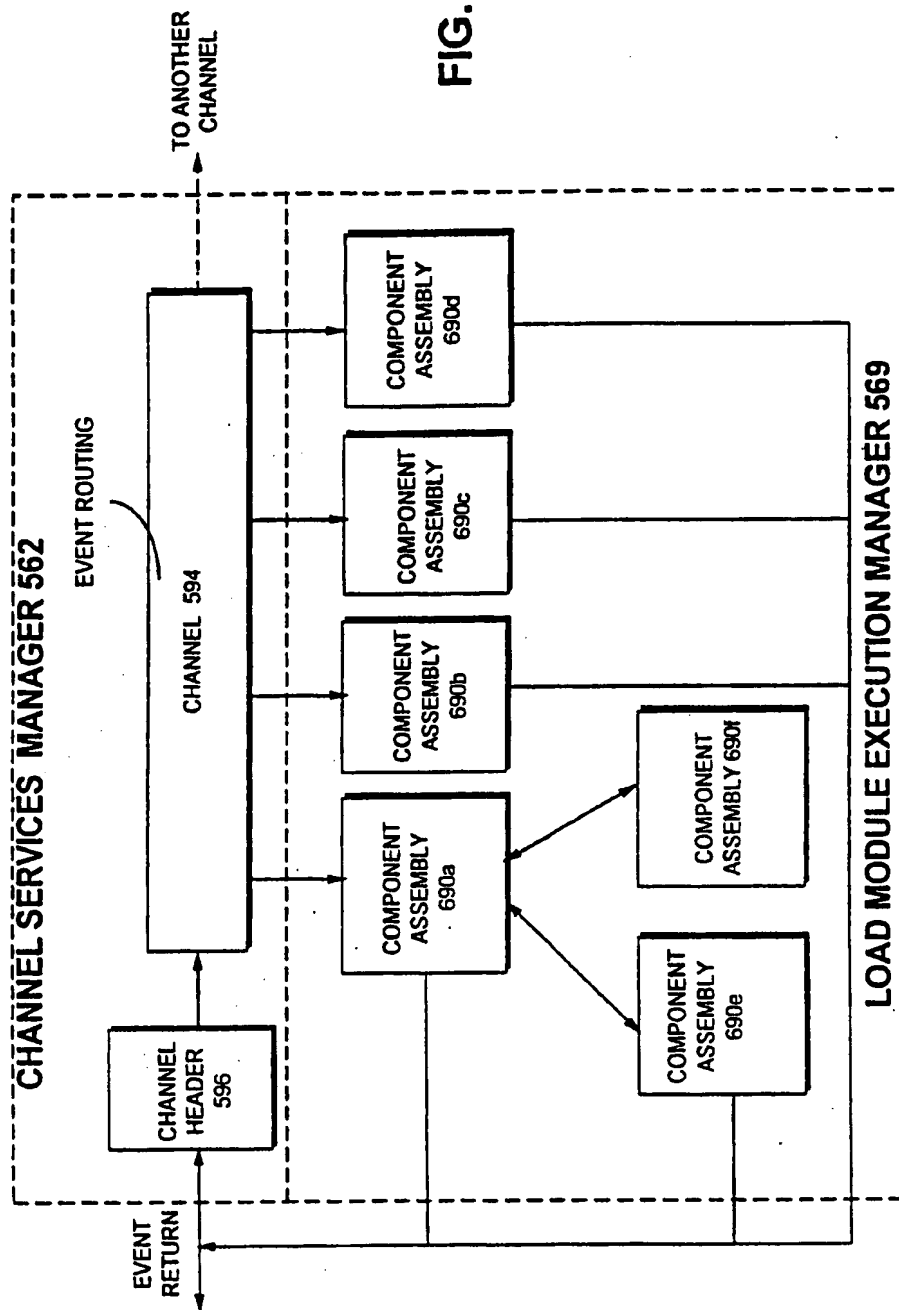 CHANNEL SERVICES MANAGER 562
EVENT ROUTING
TO ANOTHER
CHANNEL
EVENT
RETURN
CHANNEL
HEADER
596
CHANNEL 594
COMPONENT
ASSEMBLY
690a
COMPONENT
ASSEMBLY
690b
COMPONENT
ASSEMBLY
690c
COMPONENT
ASSEMBLY
690d
COMPONENT
ASSEMBLY
690e
COMPONENT
ASSEMBLY 690f
LOAD MODULE EXECUTION MANAGER 569
FIG.